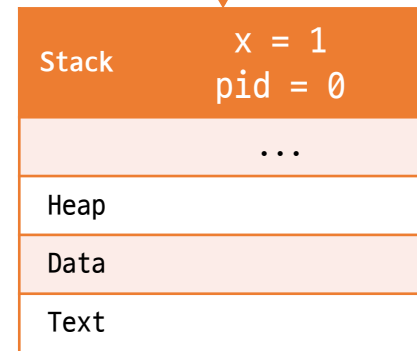 Stack
x = 1
pid = 0
...
Heap
Data
Text